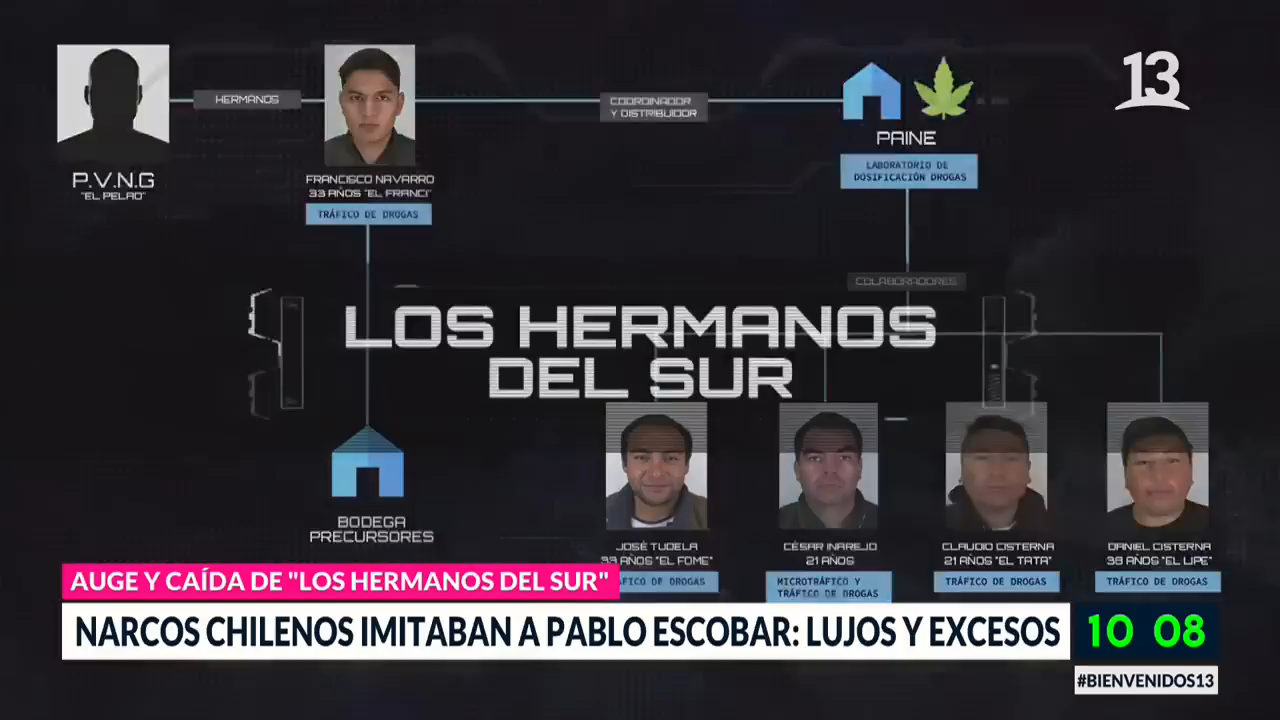 13
HERMANOS
COORDINADOR
Y DISTRIBUIDOR
PAINE
LABORATORIO DE
DOSIFICACIÓN DROGAS
P.V.N.G
"EL PELAO"
FRANCISCO NAVARRO
33 AÑOS "EL FRANCI"
TRÁFICO DE DROGAS
COLABORADORES
LOS HERMANOS
DEL SUR
BODEGA
PRECURSORES
JOSÉ TUDELA
33 AÑOS "EL FOME"
ÁFICO DE DROGAS
CÉSAR INAREJO
21 AÑOS
MICROTRÁFICO Y
TRÁFICO DE DROGAS
CLAUDIO CISTERNA
21 AÑOS "EL TATA"
TRÁFICO DE DROGAS
DANIEL CISTERNA
38 AÑOS "EL LIPE"
TRÁFICO DE DROGAS
AUGE Y CAÍDA DE "LOS HERMANOS DEL SUR"
NARCOS CHILENOS IMITABAN A PABLO ESCOBAR: LUJOS Y EXCESOS
10 08
#BIENVENIDOS13